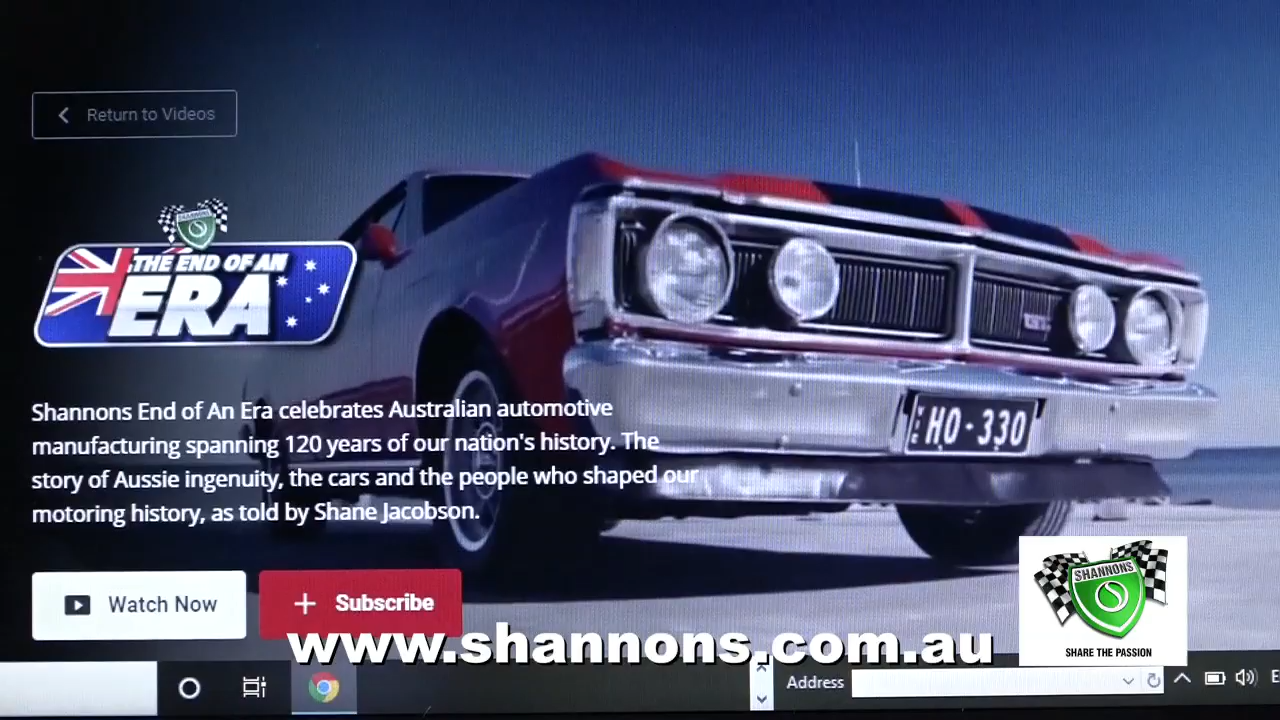 Return to Videos
SHANNONS
THE END OF AN
ERA
Shannons End of An Era celebrates Australian automotive
manufacturing spanning 120 years of our nation's history. The
story of Aussie ingenuity, the cars and the people who shaped our
motoring history, as told by Shane Jacobson.
HO-330
Watch Now
+ Subscribe
www.shannons.com.au
SHANNONS
SHARE THE PASSION
Address